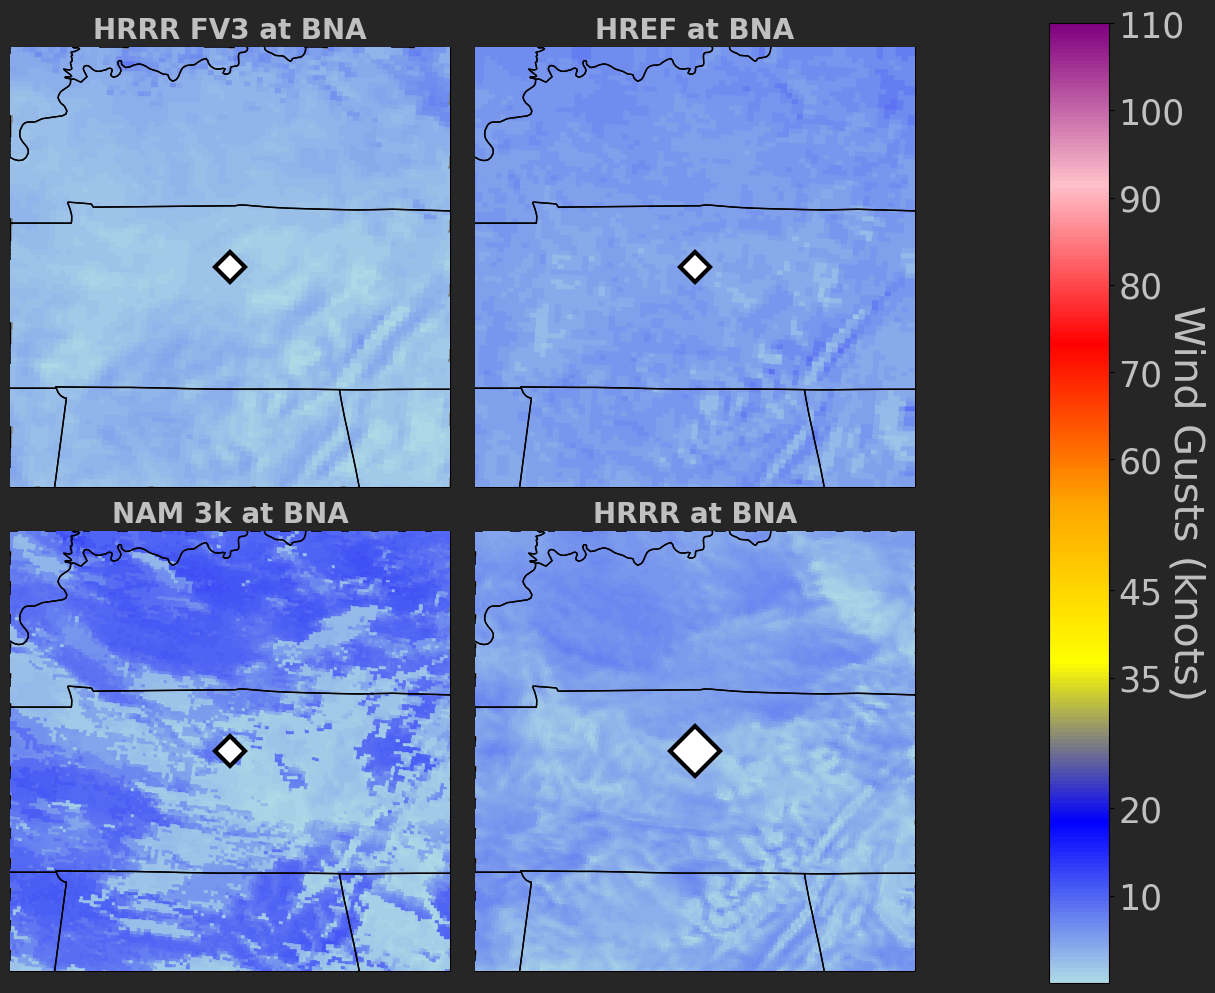 HRRR FV3 at BNA
HREF at BNA
NAM 3k at BNA
HRRR at BNA
110
100
90
80
70
60
45
35
20
10
Wind Gusts (knots)